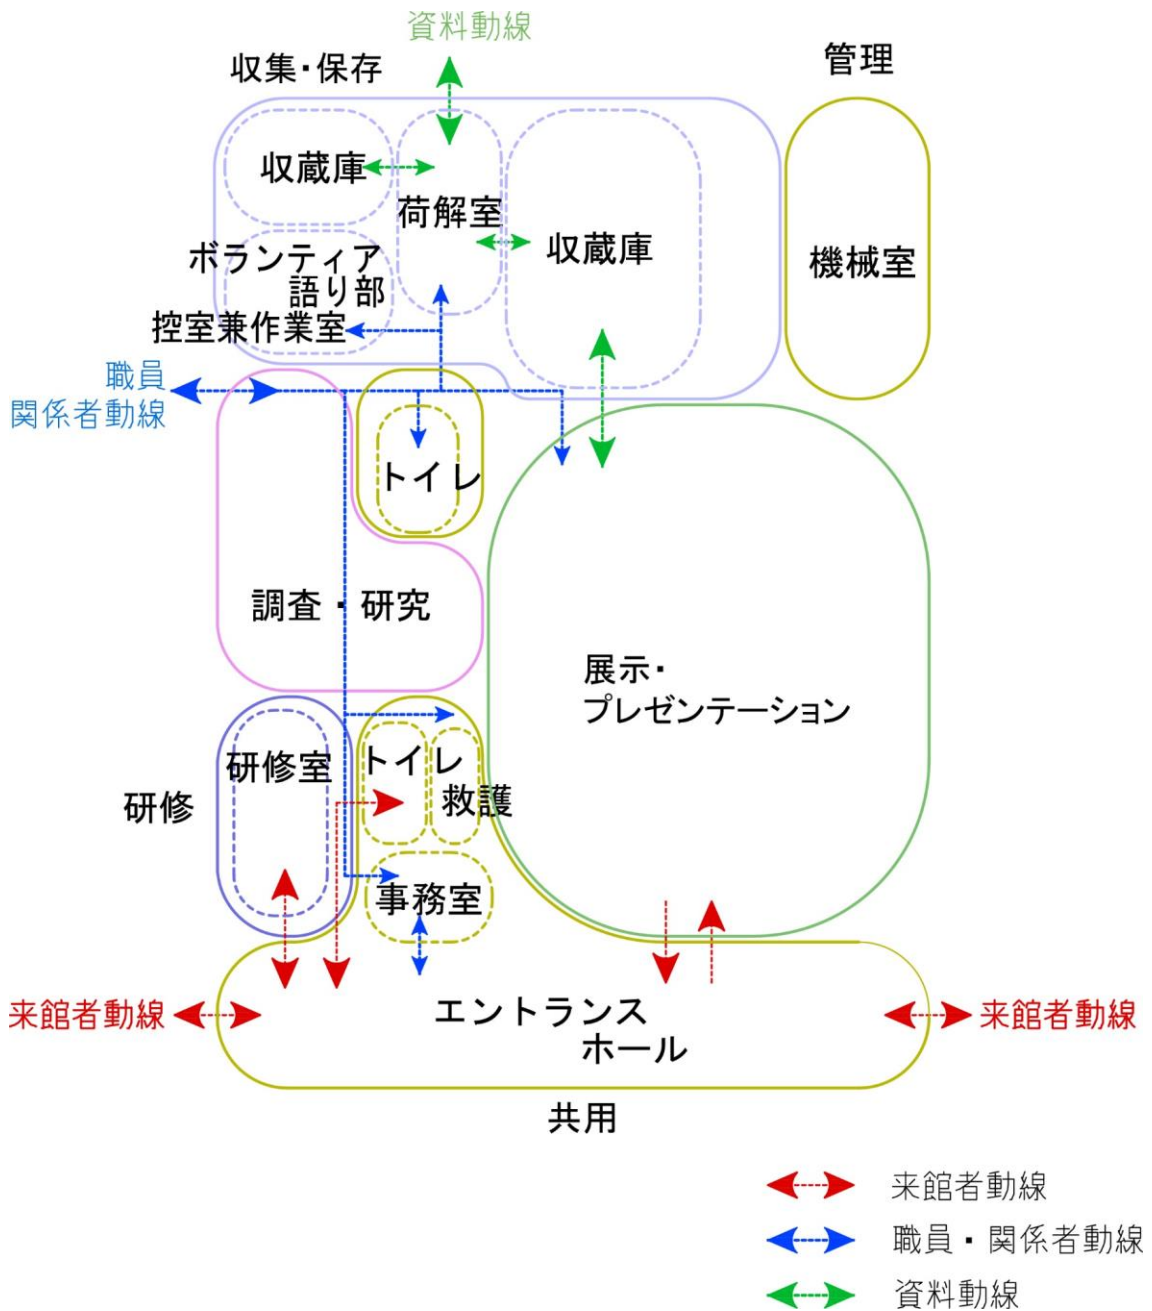 資料動線
収集・保存
管理
収蔵庫
荷解室
収蔵庫
機械室
ボランティア
語り部
控室兼作業室
職員
関係者動線
トイレ
調査・研究
展示・
プレゼンテーション
研修室
トイレ
救護
研修
事務室
来館者動線
エントランス
ホール
来館者動線
共用
来館者動線
職員・関係者動線
資料動線